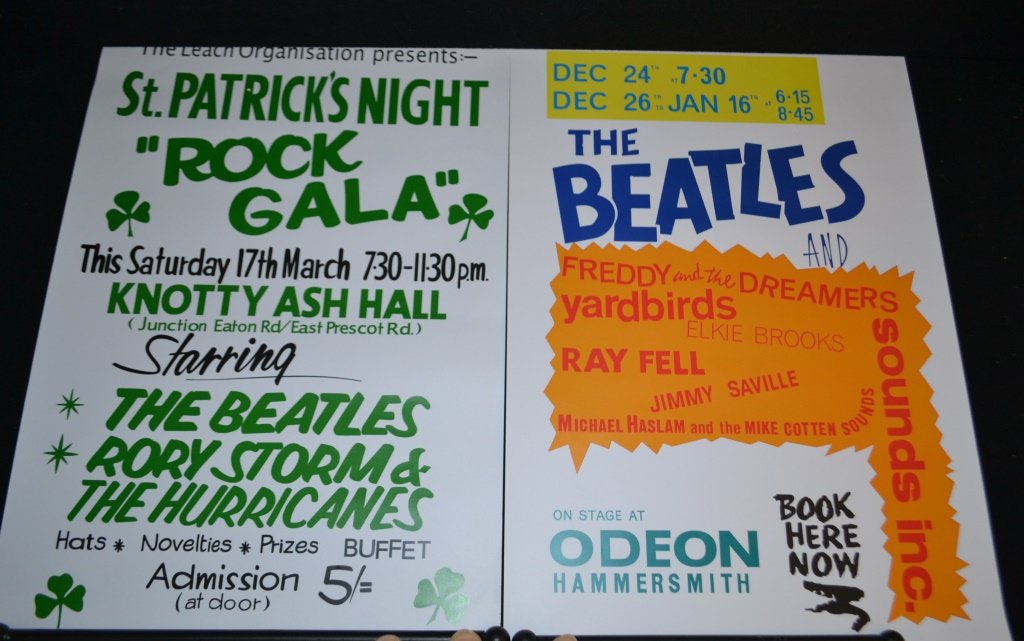 The Leach Organisation presents:-
St. PATRICK'S NIGHT
"ROCK
GALA"
This Saturday 17th March 7·30-11·30 p.m.
KNOTTY ASH HALL
(Junction Eaton Rd/East Prescot Rd.)
Starring
THE BEATLES
RORY STORM &
THE HURRICANES
Hats * Novelties * Prizes BUFFET
Admission 5/=
(at door)
DEC 24TH AT 7·30
DEC 26TH TO JAN 16TH AT 6·15
8·45
THE
BEATLES
AND
FREDDY and the DREAMERS
yardbirds
ELKIE BROOKS
RAY FELL
JIMMY SAVILLE
MICHAEL HASLAM and the MIKE COTTEN SOUNDS
sounds inc.
ON STAGE AT
ODEON
HAMMERSMITH
BOOK
HERE
NOW